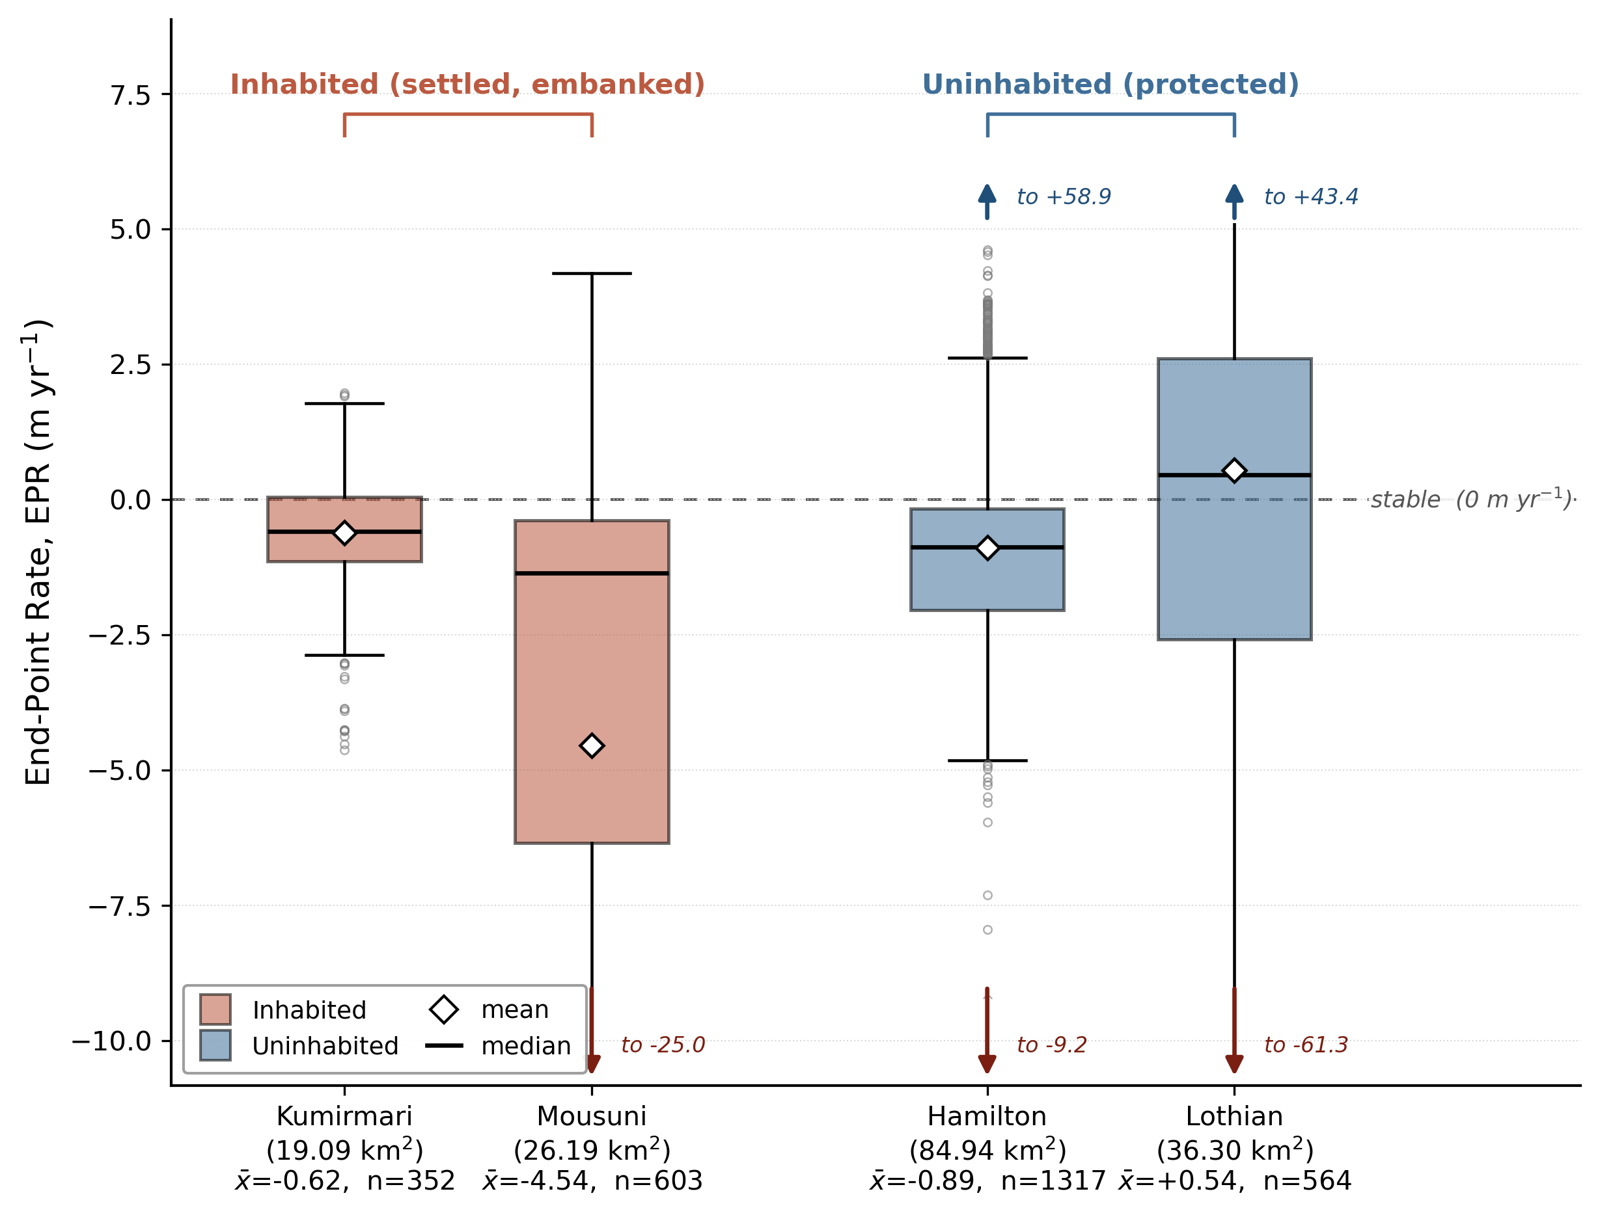 Inhabited (settled, embanked)
Uninhabited (protected)
End-Point Rate, EPR (m yr⁻¹)
7.5
5.0
2.5
0.0
−2.5
−5.0
−7.5
−10.0
to +58.9
to +43.4
stable (0 m yr⁻¹)
Inhabited
Uninhabited
mean
median
to -25.0
to -9.2
to -61.3
Kumirmari
(19.09 km²)
x̄=-0.62, n=352
Mousuni
(26.19 km²)
x̄=-4.54, n=603
Hamilton
(84.94 km²)
x̄=-0.89, n=1317
Lothian
(36.30 km²)
x̄=+0.54, n=564